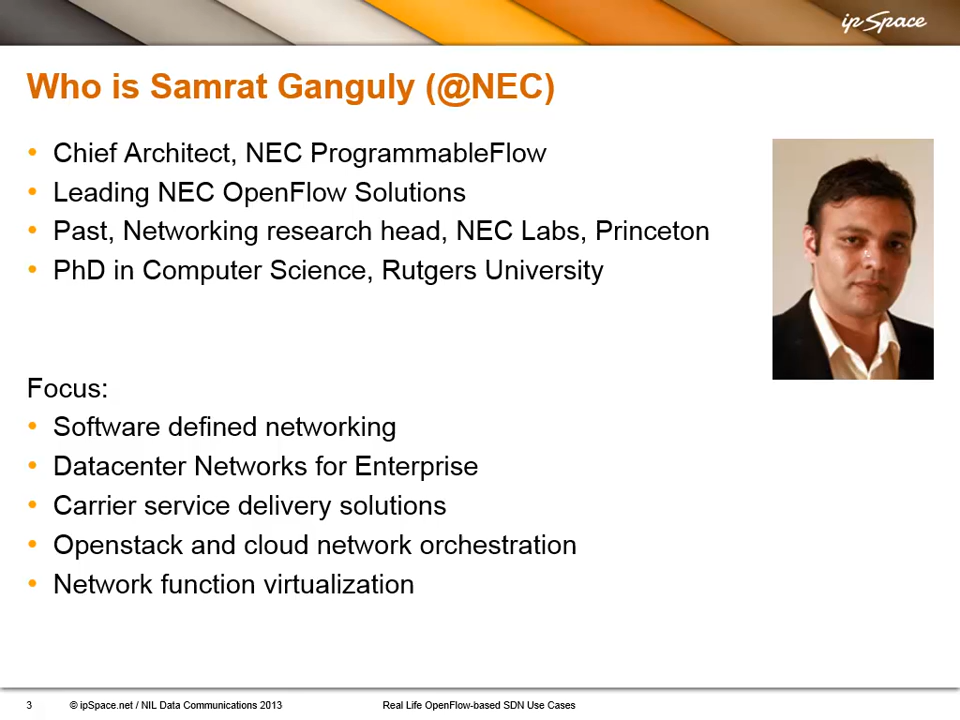 ipSpace
Who is Samrat Ganguly (@NEC)
• Chief Architect, NEC ProgrammableFlow
• Leading NEC OpenFlow Solutions
• Past, Networking research head, NEC Labs, Princeton
• PhD in Computer Science, Rutgers University
Focus:
• Software defined networking
• Datacenter Networks for Enterprise
• Carrier service delivery solutions
• Openstack and cloud network orchestration
• Network function virtualization
3 © ipSpace.net / NIL Data Communications 2013 Real Life OpenFlow-based SDN Use Cases